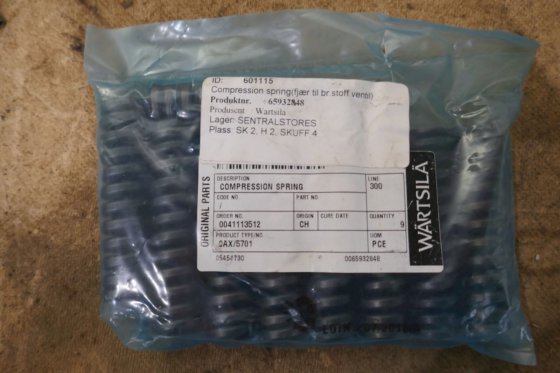 ID: 601115
Compression spring(fjær til br.stoff.ventil)
Produktnr. 65932848
Produsent Wartsila
Lager: SENTRALSTORES
Plass: SK 2, H 2, SKUFF 4
ORIGINAL PARTS
DESCRIPTION
COMPRESSION SPRING
LINE
300
CODE NO
/
PART NO
ORDER NO
0041113512
ORIGIN
CH
CURE DATE
QUANTITY
9
PRODUCT TYPE/NO.
DAX/5701
UOM
PCE
0065932848
WÄRTSILÄ